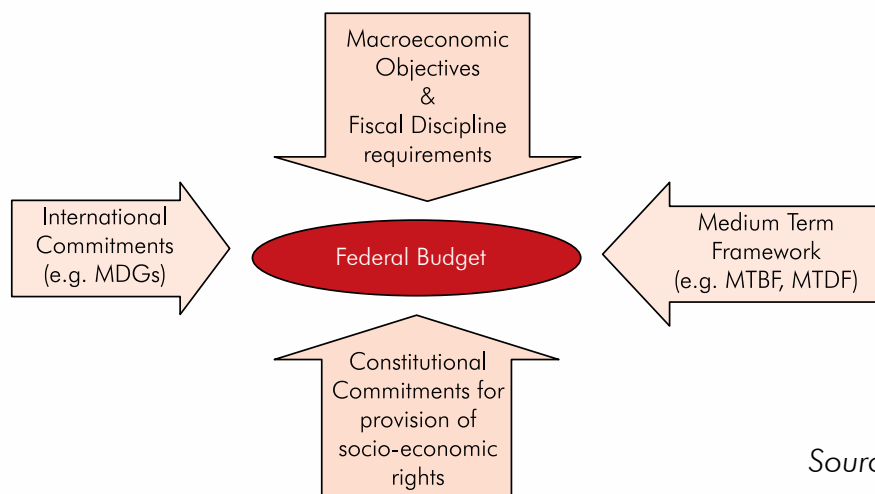 Macroeconomic
Objectives
&
Fiscal Discipline
requirements
International
Commitments
(e.g. MDGs)
Federal Budget
Medium Term
Framework
(e.g. MTBF, MTDF)
Constitutional
Commitments for
provision of
socio-economic
rights
Sourc